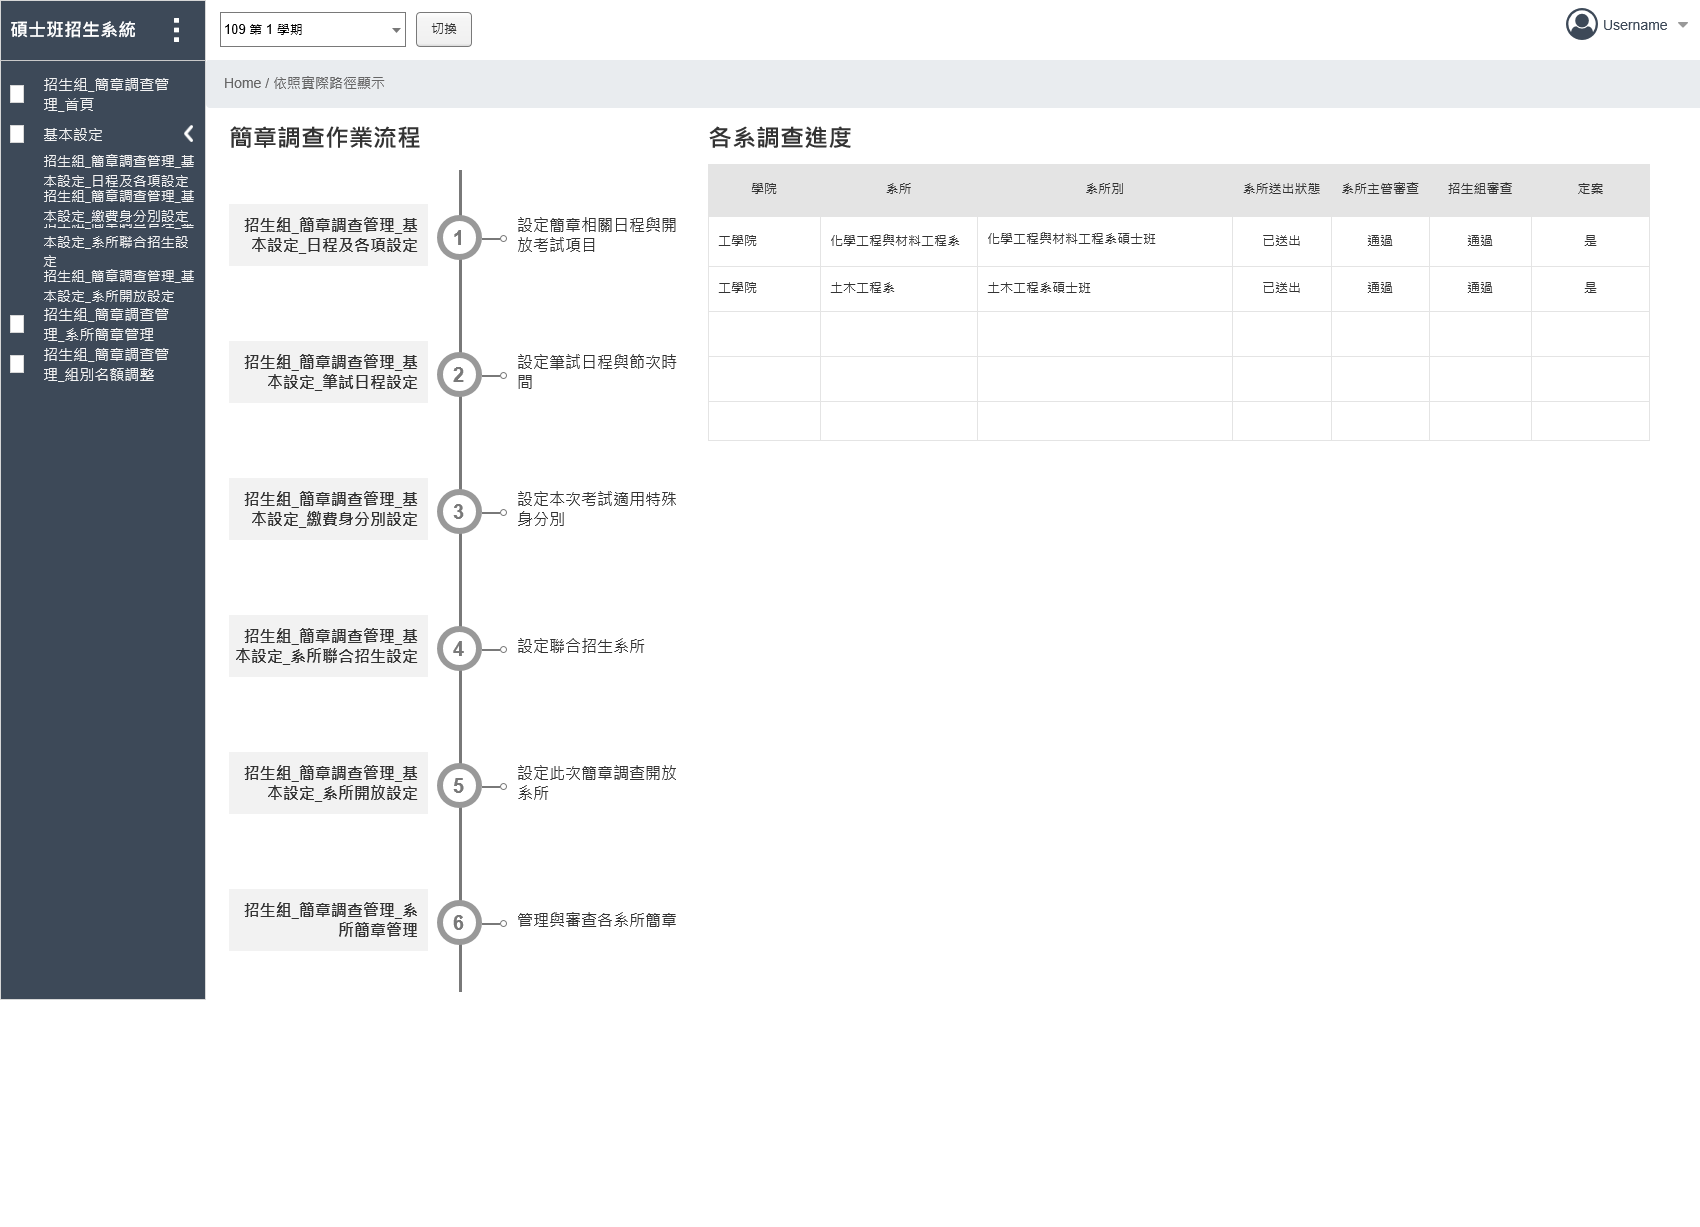 碩士班招生系統
109 第 1 學期
切換
Username
Home / 依照實際路徑顯示
招生組_簡章調查管
理_首頁
基本設定
招生組_簡章調查管理_基
本設定_日程及各項設定
招生組_簡章調查管理_基
本設定_繳費身分別設定
招生組_簡章調查管理_基
本設定_系所聯合招生設
定
招生組_簡章調查管理_基
本設定_系所開放設定
招生組_簡章調查管
理_系所簡章管理
招生組_簡章調查管
理_組別名額調整
簡章調查作業流程
招生組_簡章調查管理_基
本設定_日程及各項設定
1
設定簡章相關日程與開
放考試項目
招生組_簡章調查管理_基
本設定_筆試日程設定
2
設定筆試日程與節次時
間
招生組_簡章調查管理_基
本設定_繳費身分別設定
3
設定本次考試適用特殊
身分別
招生組_簡章調查管理_基
本設定_系所聯合招生設定
4
設定聯合招生系所
招生組_簡章調查管理_基
本設定_系所開放設定
5
設定此次簡章調查開放
系所
招生組_簡章調查管理_系
所簡章管理
6
管理與審查各系所簡章
各系調查進度
學院 系所 系所別 系所送出狀態 系所主管審查 招生組審查 定案
工學院 化學工程與材料工程系 化學工程與材料工程系碩士班 已送出 通過 通過 是
工學院 土木工程系 土木工程系碩士班 已送出 通過 通過 是